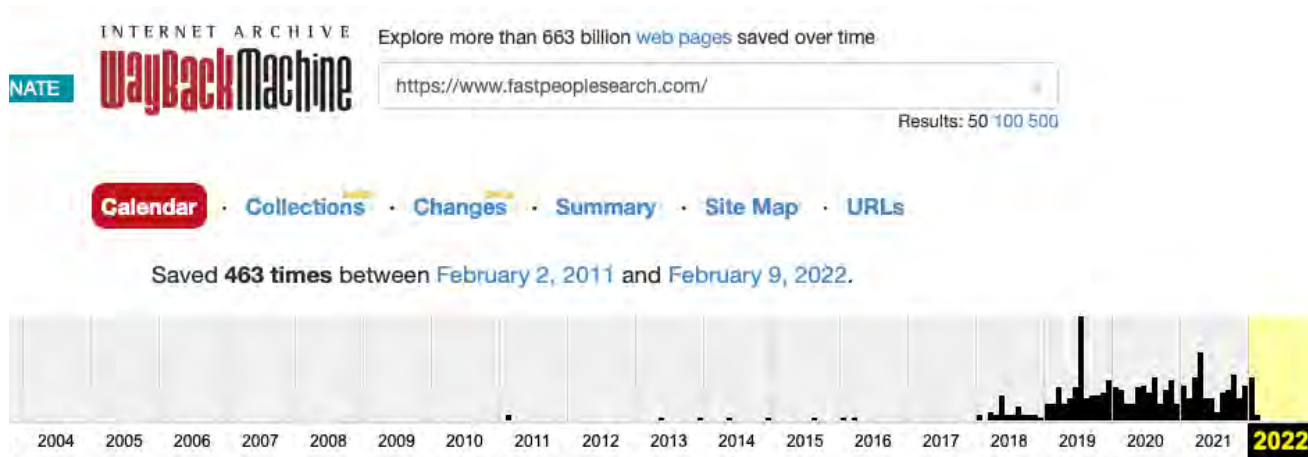 INTERNET ARCHIVE
WayBackMachine
Explore more than 663 billion web pages saved over time
NATE
https://www.fastpeoplesearch.com/
Results: 50 100 500
Calendar · Collections · Changes · Summary · Site Map · URLs
Saved 463 times between February 2, 2011 and February 9, 2022.
2004 2005 2006 2007 2008 2009 2010 2011 2012 2013 2014 2015 2016 2017 2018 2019 2020 2021 2022